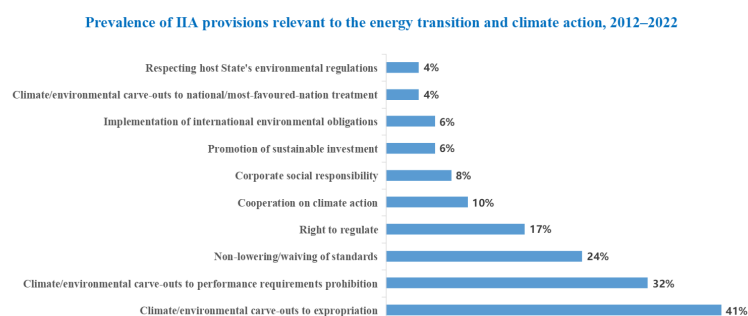 Prevalence of IIA provisions relevant to the energy transition and climate action, 2012–2022
Respecting host State's environmental regulations 4%
Climate/environmental carve-outs to national/most-favoured-nation treatment 4%
Implementation of international environmental obligations 6%
Promotion of sustainable investment 6%
Corporate social responsibility 8%
Cooperation on climate action 10%
Right to regulate 17%
Non-lowering/waiving of standards 24%
Climate/environmental carve-outs to performance requirements prohibition 32%
Climate/environmental carve-outs to expropriation 41%